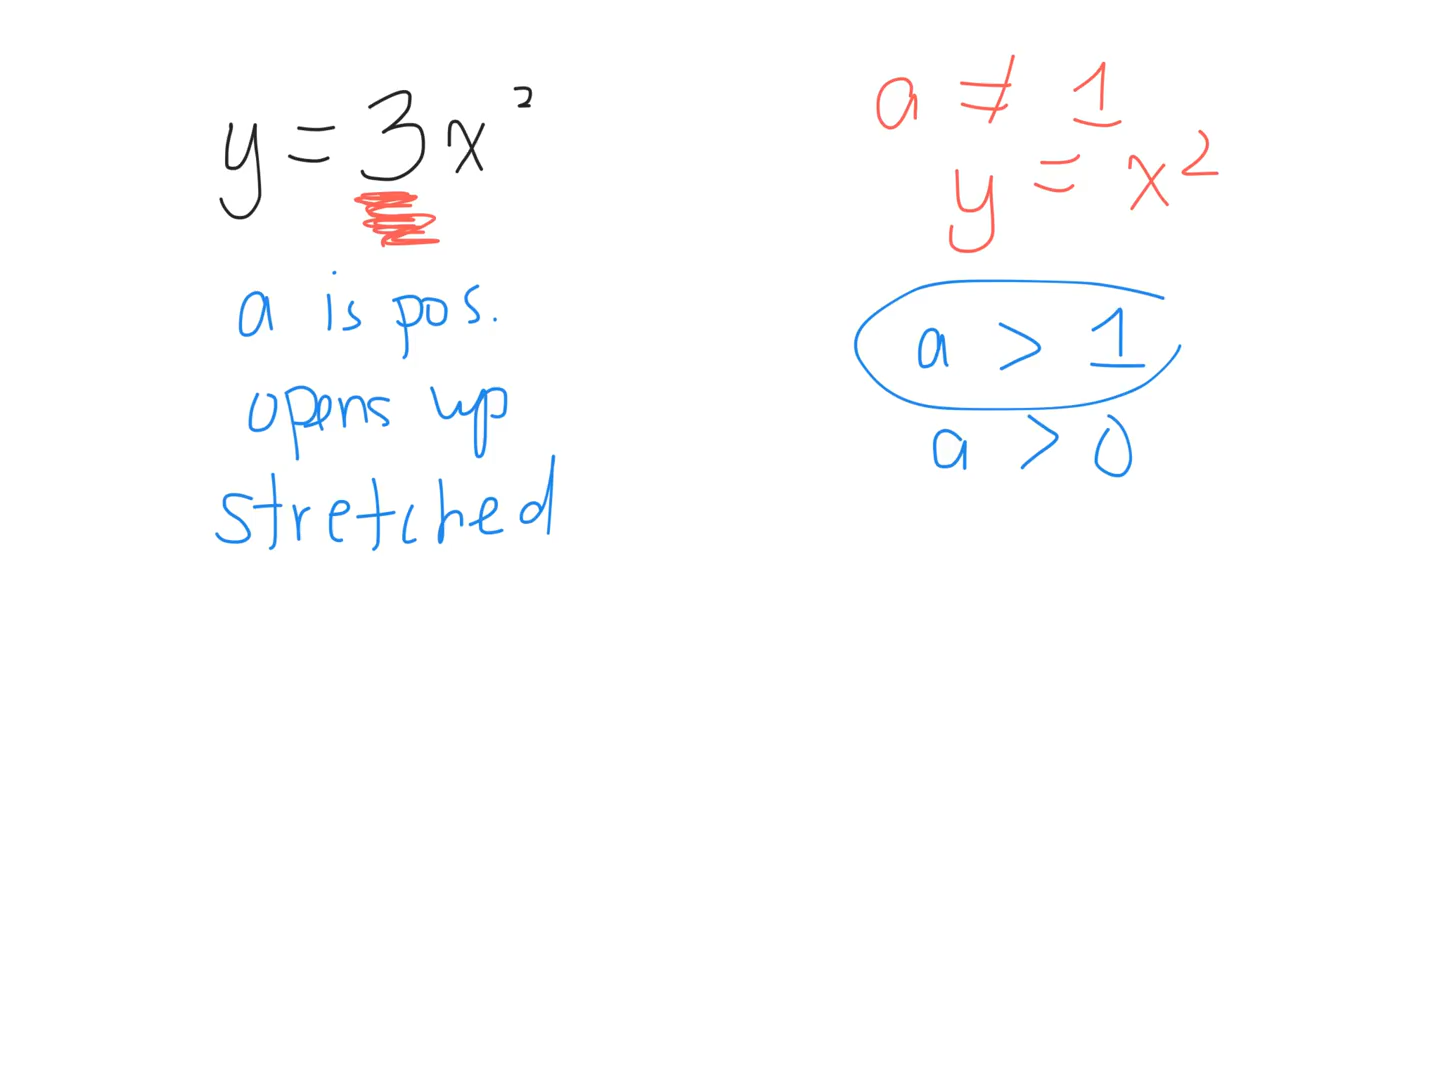 y = 3x²
a is pos.
opens up
stretched
a ≠ 1
y = x²
a > 1
a > 0